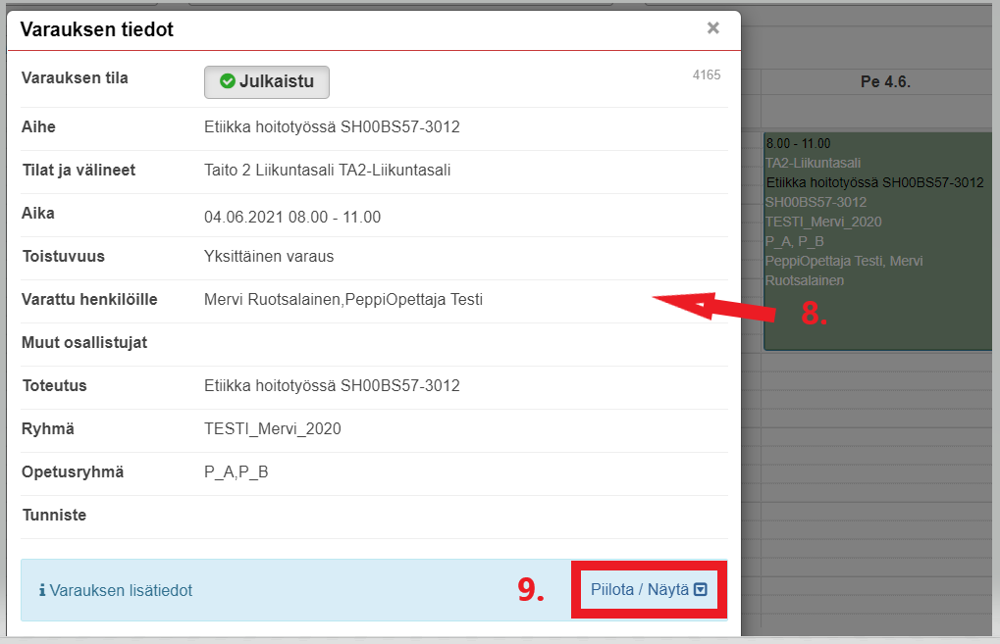 Varauksen tiedot ×
Varauksen tila Julkaistu 4165
Aihe Etiikka hoitotyössä SH00BS57-3012
Tilat ja välineet Taito 2 Liikuntasali TA2-Liikuntasali
Aika 04.06.2021 08.00 - 11.00
Toistuvuus Yksittäinen varaus
Varattu henkilöille Mervi Ruotsalainen,PeppiOpettaja Testi
Muut osallistujat
Toteutus Etiikka hoitotyössä SH00BS57-3012
Ryhmä TESTI_Mervi_2020
Opetusryhmä P_A,P_B
Tunniste
Varauksen lisätiedot 9. Piilota / Näytä
Pe 4.6.
8.00 - 11.00
TA2-Liikuntasali
Etiikka hoitotyössä SH00BS57-3012
SH00BS57-3012
TESTI_Mervi_2020
P_A, P_B
PeppiOpettaja Testi, Mervi
Ruotsalainen
8.